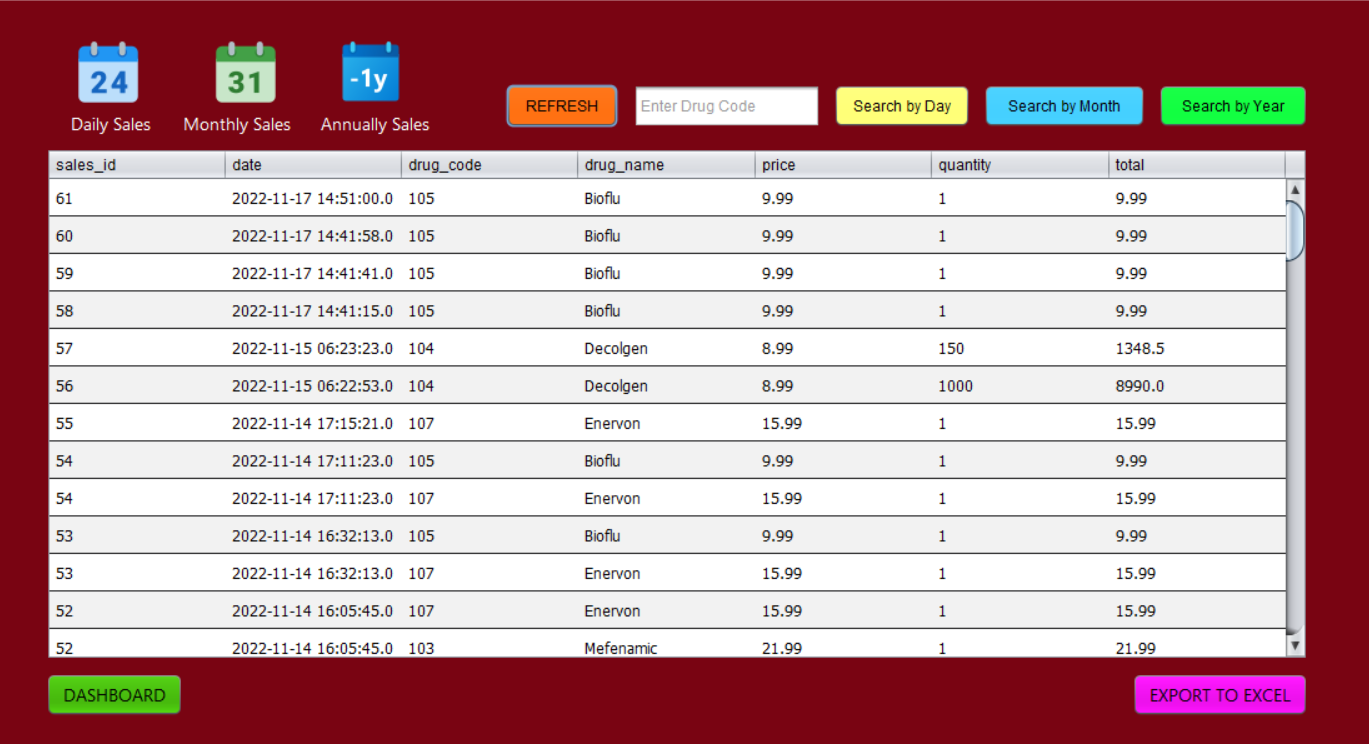 24 31 -1y
Daily Sales Monthly Sales Annually Sales REFRESH Enter Drug Code Search by Day Search by Month Search by Year
sales_id date drug_code drug_name price quantity total
61 2022-11-17 14:51:00.0 105 Bioflu 9.99 1 9.99
60 2022-11-17 14:41:58.0 105 Bioflu 9.99 1 9.99
59 2022-11-17 14:41:41.0 105 Bioflu 9.99 1 9.99
58 2022-11-17 14:41:15.0 105 Bioflu 9.99 1 9.99
57 2022-11-15 06:23:23.0 104 Decolgen 8.99 150 1348.5
56 2022-11-15 06:22:53.0 104 Decolgen 8.99 1000 8990.0
55 2022-11-14 17:15:21.0 107 Enervon 15.99 1 15.99
54 2022-11-14 17:11:23.0 105 Bioflu 9.99 1 9.99
54 2022-11-14 17:11:23.0 107 Enervon 15.99 1 15.99
53 2022-11-14 16:32:13.0 105 Bioflu 9.99 1 9.99
53 2022-11-14 16:32:13.0 107 Enervon 15.99 1 15.99
52 2022-11-14 16:05:45.0 107 Enervon 15.99 1 15.99
52 2022-11-14 16:05:45.0 103 Mefenamic 21.99 1 21.99
DASHBOARD EXPORT TO EXCEL